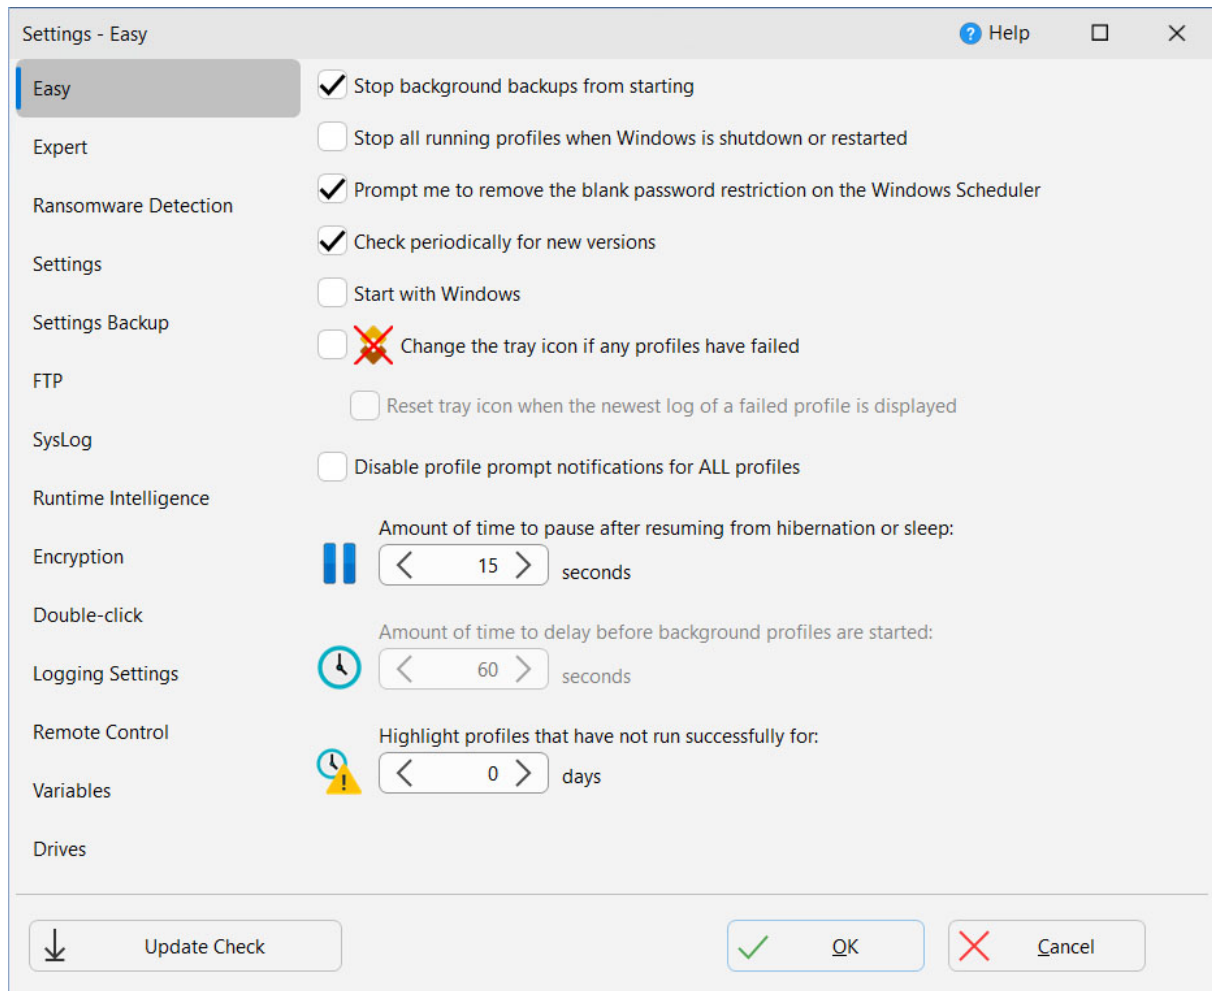 Settings - Easy
Help
Easy
Expert
Ransomware Detection
Settings
Settings Backup
FTP
SysLog
Runtime Intelligence
Encryption
Double-click
Logging Settings
Remote Control
Variables
Drives
Stop background backups from starting
Stop all running profiles when Windows is shutdown or restarted
Prompt me to remove the blank password restriction on the Windows Scheduler
Check periodically for new versions
Start with Windows
Change the tray icon if any profiles have failed
Reset tray icon when the newest log of a failed profile is displayed
Disable profile prompt notifications for ALL profiles
Amount of time to pause after resuming from hibernation or sleep:
15 seconds
Amount of time to delay before background profiles are started:
60 seconds
Highlight profiles that have not run successfully for:
0 days
Update Check
OK
Cancel